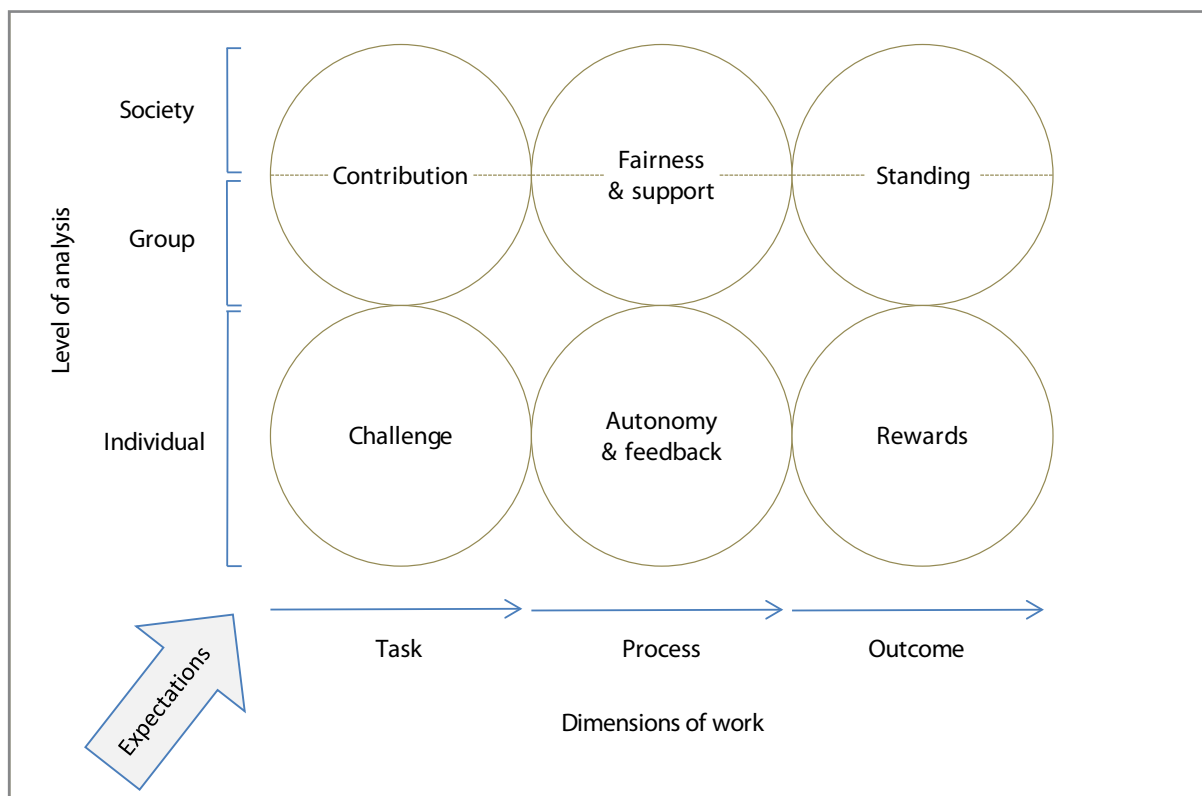 Society
Contribution
Fairness
& support
Standing
Group
Level of analysis
Individual
Challenge
Autonomy
& feedback
Rewards
Expectations
Task
Process
Outcome
Dimensions of work